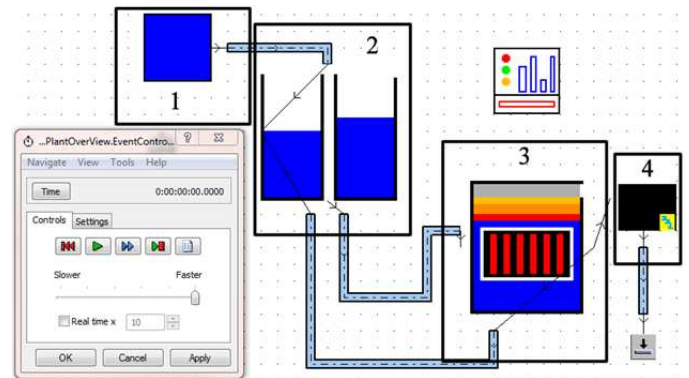 1
2
3
4
...PlantOverView.EventContro...
Navigate View Tools Help
Time 0:00:00:00.0000
Controls Settings
Slower Faster
Real time x 10
OK Cancel Apply